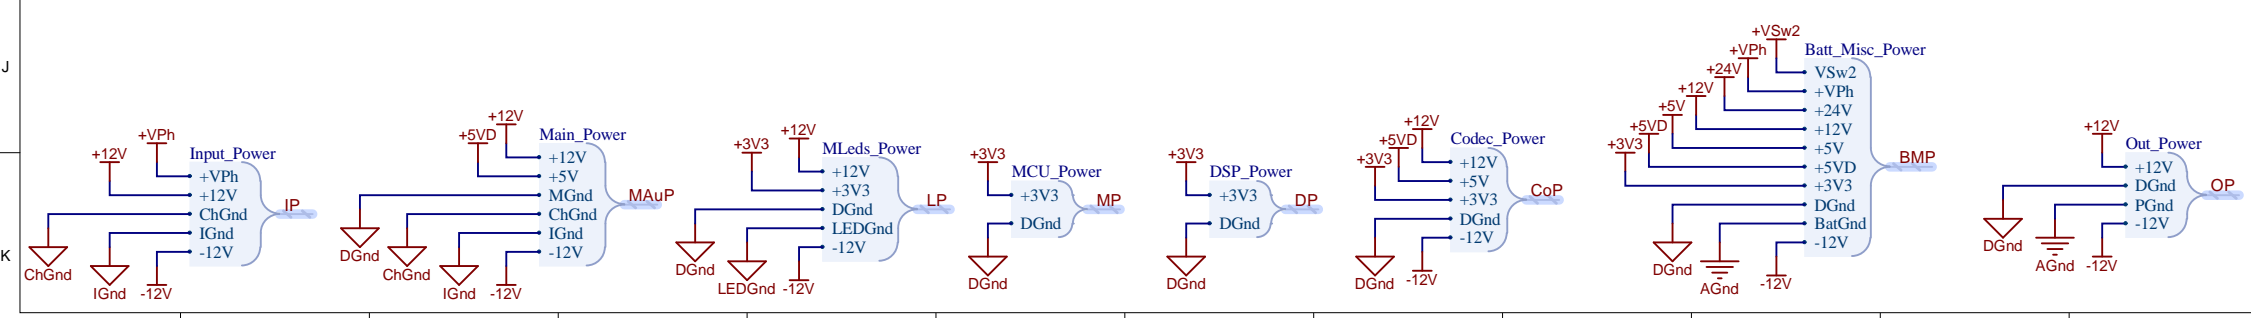 J
K
+12V
+VPh
Input_Power
+VPh
+12V
ChGnd
IGnd
-12V
IP
ChGnd
IGnd
-12V
+5VD
+12V
Main_Power
+12V
+5V
MGnd
ChGnd
IGnd
-12V
MAuP
DGnd
ChGnd
IGnd
-12V
+3V3
+12V
MLeds_Power
+12V
+3V3
DGnd
LEDGnd
-12V
LP
DGnd
LEDGnd
-12V
+3V3
MCU_Power
+3V3
DGnd
MP
DGnd
+3V3
DSP_Power
+3V3
DGnd
DP
DGnd
+3V3
+5VD
+12V
Codec_Power
+12V
+5V
+3V3
DGnd
-12V
CoP
DGnd
-12V
+3V3
+5VD
+5V
+12V
+24V
+VPh
+VSw2
Batt_Misc_Power
VSw2
+VPh
+24V
+12V
+5V
+5VD
+3V3
DGnd
BatGnd
-12V
BMP
DGnd
AGnd
-12V
+12V
Out_Power
+12V
DGnd
PGnd
-12V
OP
DGnd
AGnd
-12V